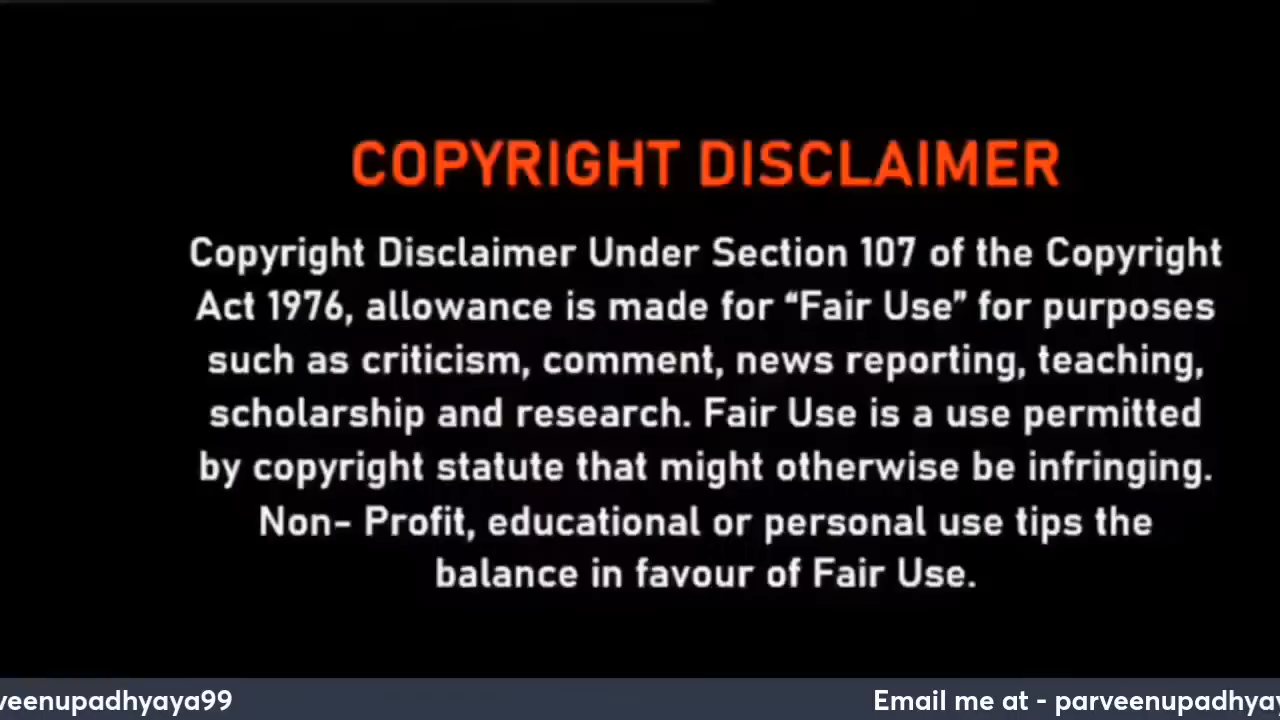 COPYRIGHT DISCLAIMER
Copyright Disclaimer Under Section 107 of the Copyright
Act 1976, allowance is made for “Fair Use” for purposes
such as criticism, comment, news reporting, teaching,
scholarship and research. Fair Use is a use permitted
by copyright statute that might otherwise be infringing.
Non- Profit, educational or personal use tips the
balance in favour of Fair Use.
veenupadhyaya99 Email me at - parveenupadhyay